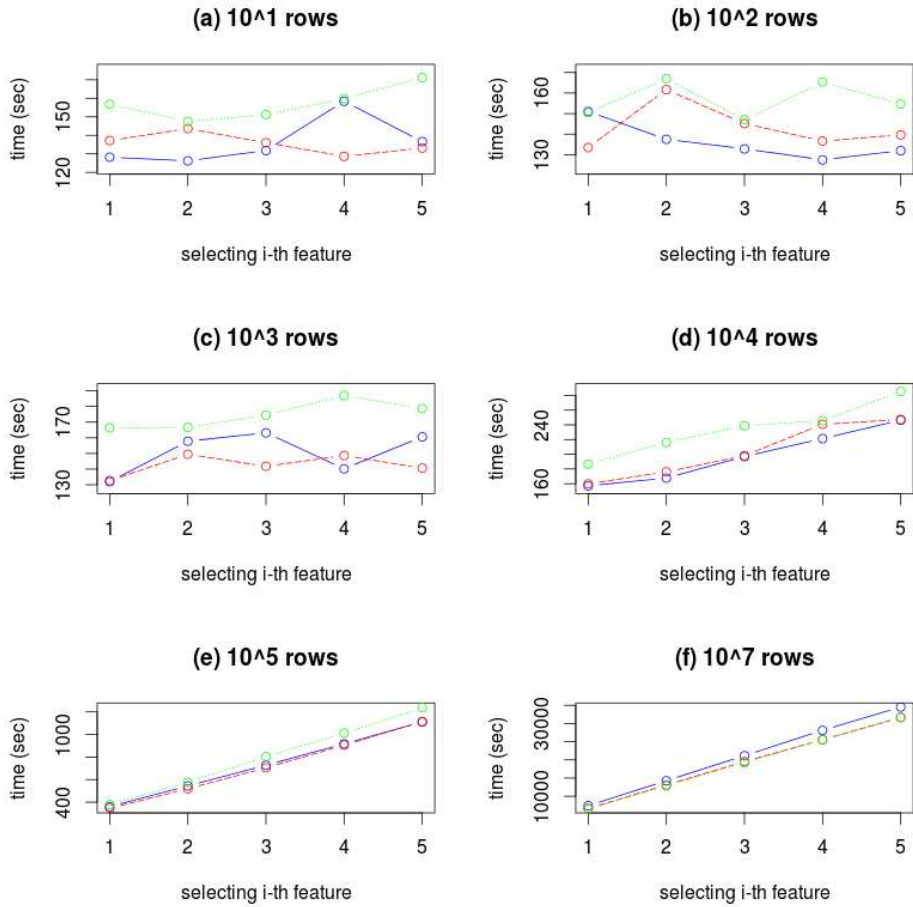 (a) 10^1 rows
time (sec)
120 150
1 2 3 4 5
selecting i-th feature
(b) 10^2 rows
time (sec)
130 160
1 2 3 4 5
selecting i-th feature
(c) 10^3 rows
time (sec)
130 170
1 2 3 4 5
selecting i-th feature
(d) 10^4 rows
time (sec)
160 240
1 2 3 4 5
selecting i-th feature
(e) 10^5 rows
time (sec)
400 1000
1 2 3 4 5
selecting i-th feature
(f) 10^7 rows
time (sec)
10000 30000
1 2 3 4 5
selecting i-th feature